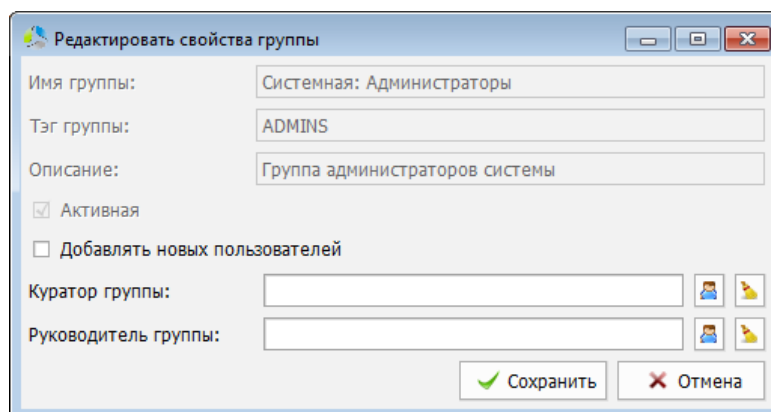 Редактировать свойства группы
Имя группы: Системная: Администраторы
Тэг группы: ADMINS
Описание: Группа администраторов системы
Активная
Добавлять новых пользователей
Куратор группы:
Руководитель группы:
Сохранить Отмена